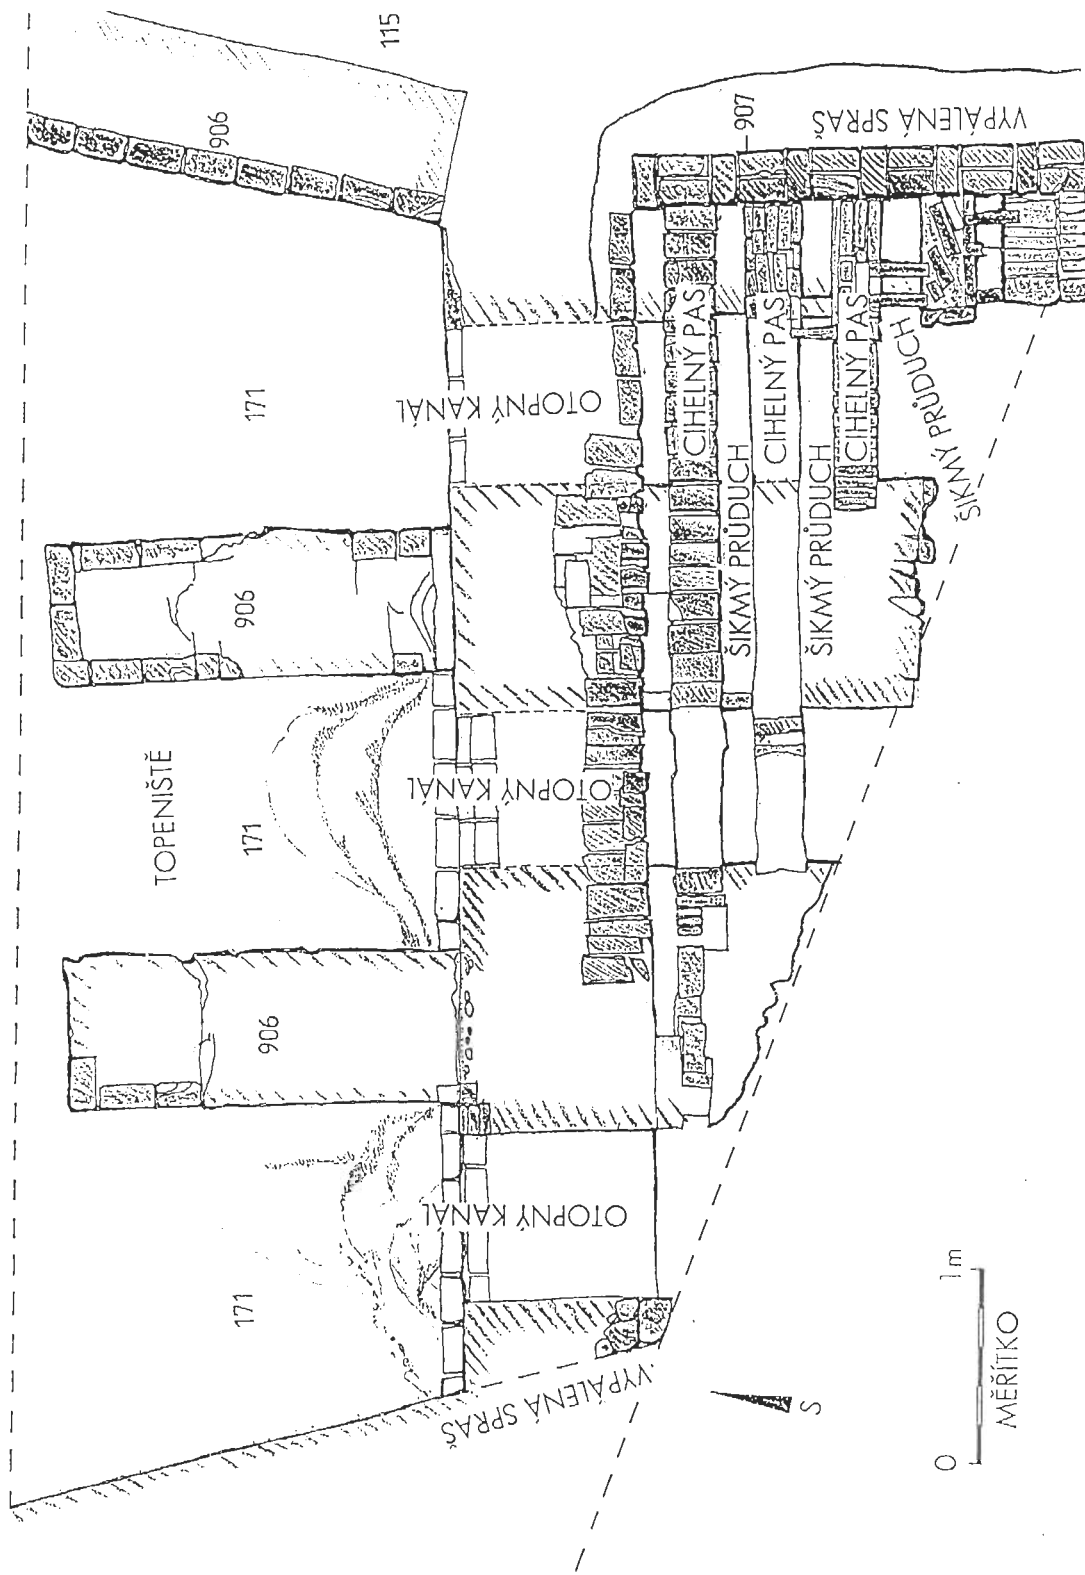 TOPENIŠTĚ
906
171
171
906
171
906
115
OTOPNÝ KANÁL
OTOPNÝ KANÁL
OTOPNÝ KANÁL
VYPÁLENÁ SPRAŠ
CIHELNÝ PAS
ŠIKMÝ PRŮDUCH
907
CIHELNÝ PAS
ŠIKMÝ PRŮDUCH
VYPÁLENÁ SPRAŠ
CIHELNÝ PAS
ŠIKMÝ PRŮDUCH
S
0 1m
MĚŘÍTKO